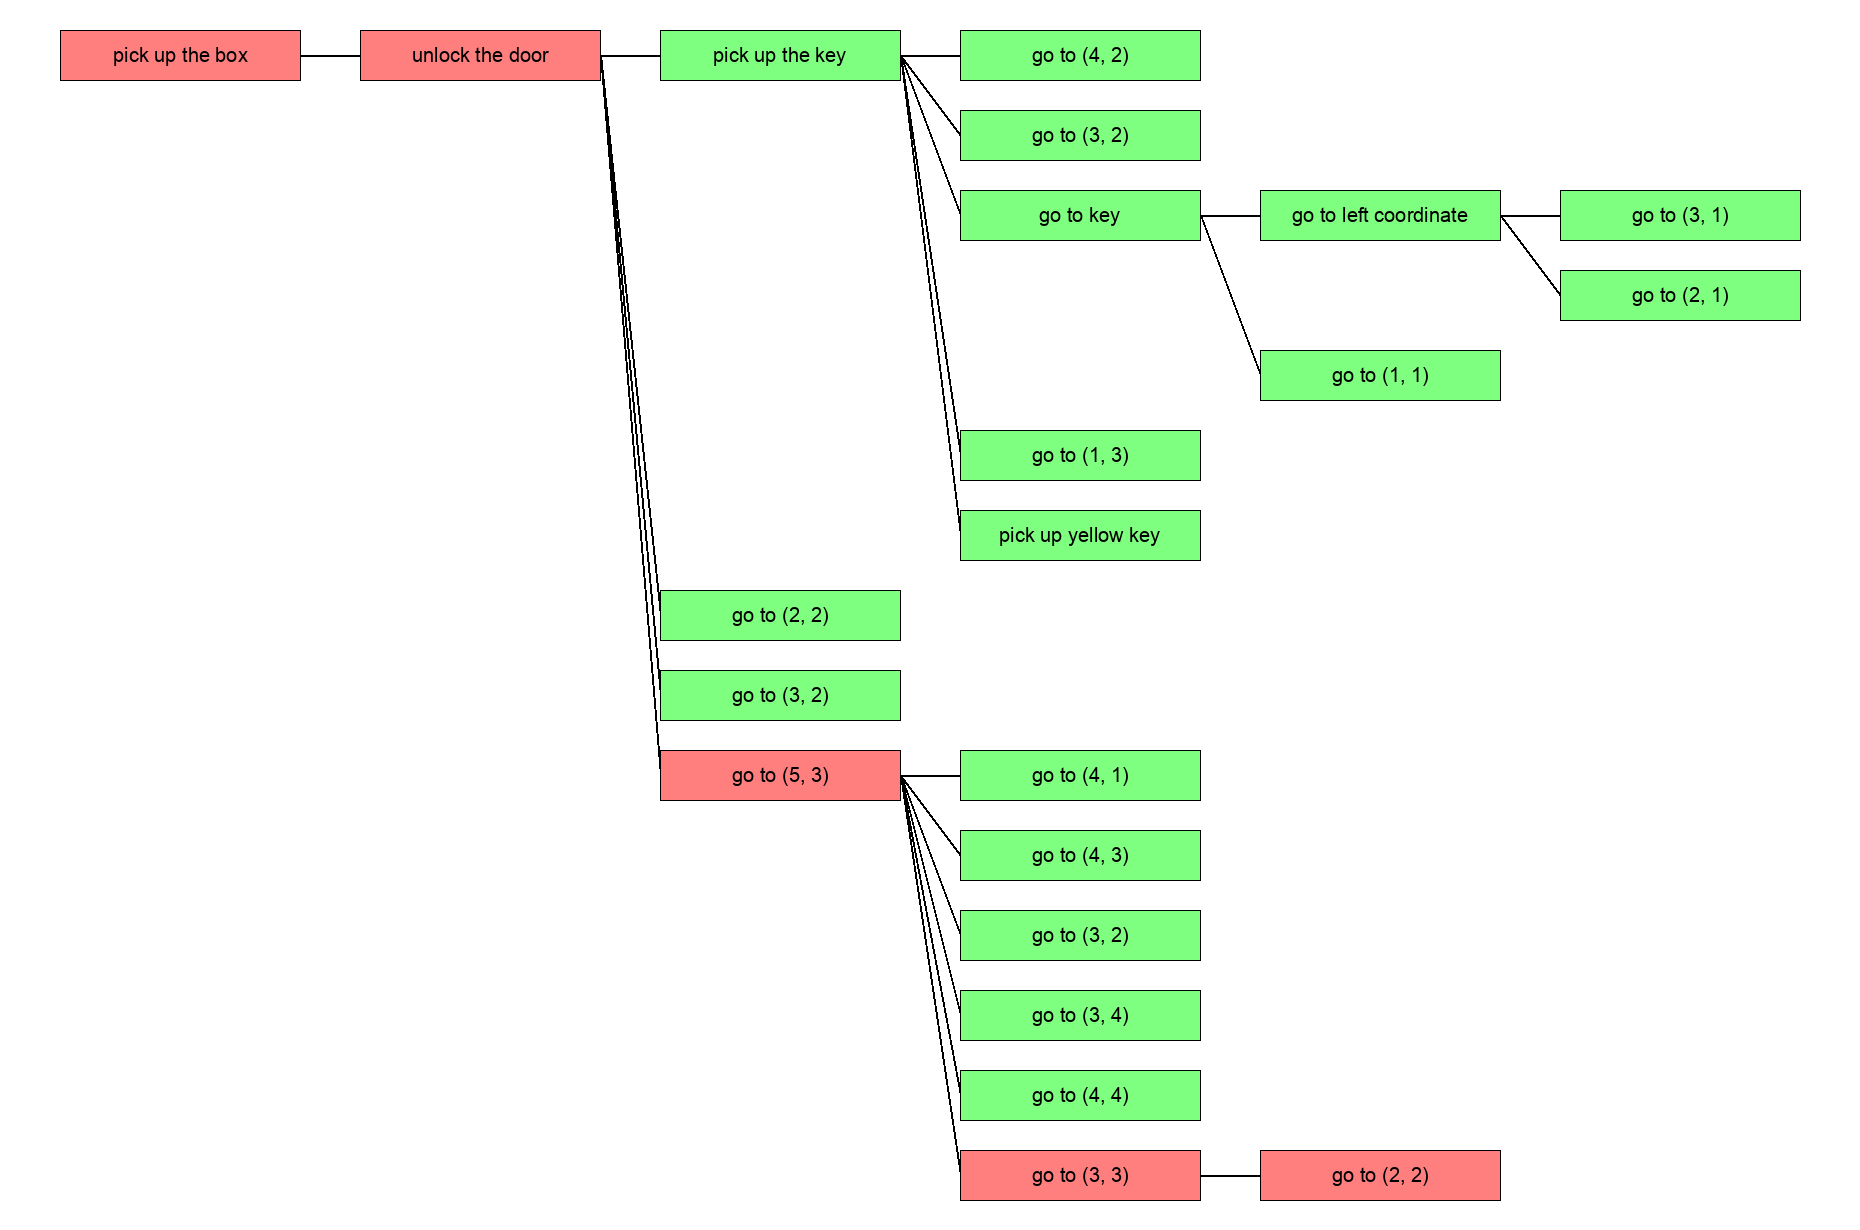 pick up the box
unlock the door
pick up the key
go to (4, 2)
go to (3, 2)
go to key
go to left coordinate
go to (3, 1)
go to (2, 1)
go to (1, 1)
go to (1, 3)
pick up yellow key
go to (2, 2)
go to (3, 2)
go to (5, 3)
go to (4, 1)
go to (4, 3)
go to (3, 2)
go to (3, 4)
go to (4, 4)
go to (3, 3)
go to (2, 2)